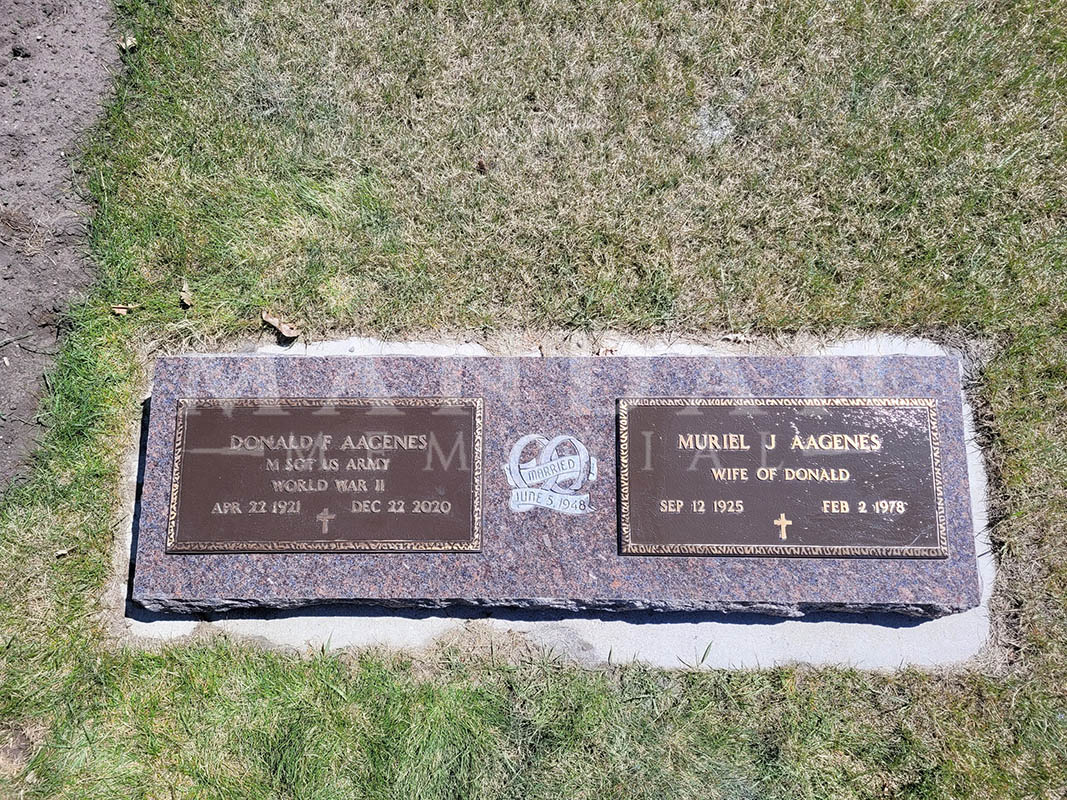 DONALD F AAGENES
M SGT US ARMY
WORLD WAR II
APR 22 1921 DEC 22 2020
MARRIED
JUNE 5, 1948
MURIEL J AAGENES
WIFE OF DONALD
SEP 12 1925 FEB 2 1978
MEMORIAL